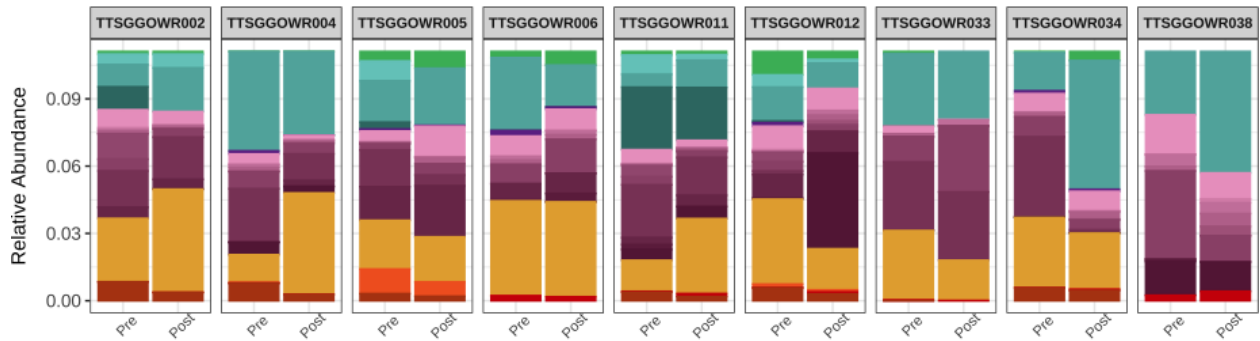 TTSGGOWR002 TTSGGOWR004 TTSGGOWR005 TTSGGOWR006 TTSGGOWR011 TTSGGOWR012 TTSGGOWR033 TTSGGOWR034 TTSGGOWR038
Relative Abundance
0.09
0.06
0.03
0.00
Pre Post Pre Post Pre Post Pre Post Pre Post Pre Post Pre Post Pre Post Pre Post